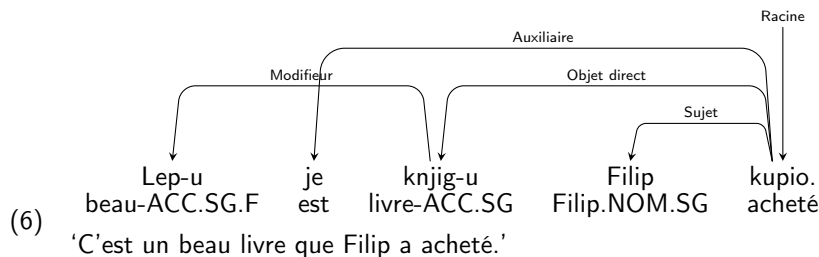 Racine
Auxiliaire
Modifieur Objet direct
Sujet
Lep-u je knjig-u Filip kupio.
(6) beau-ACC.SG.F est livre-ACC.SG Filip.NOM.SG acheté
‘C'est un beau livre que Filip a acheté.’